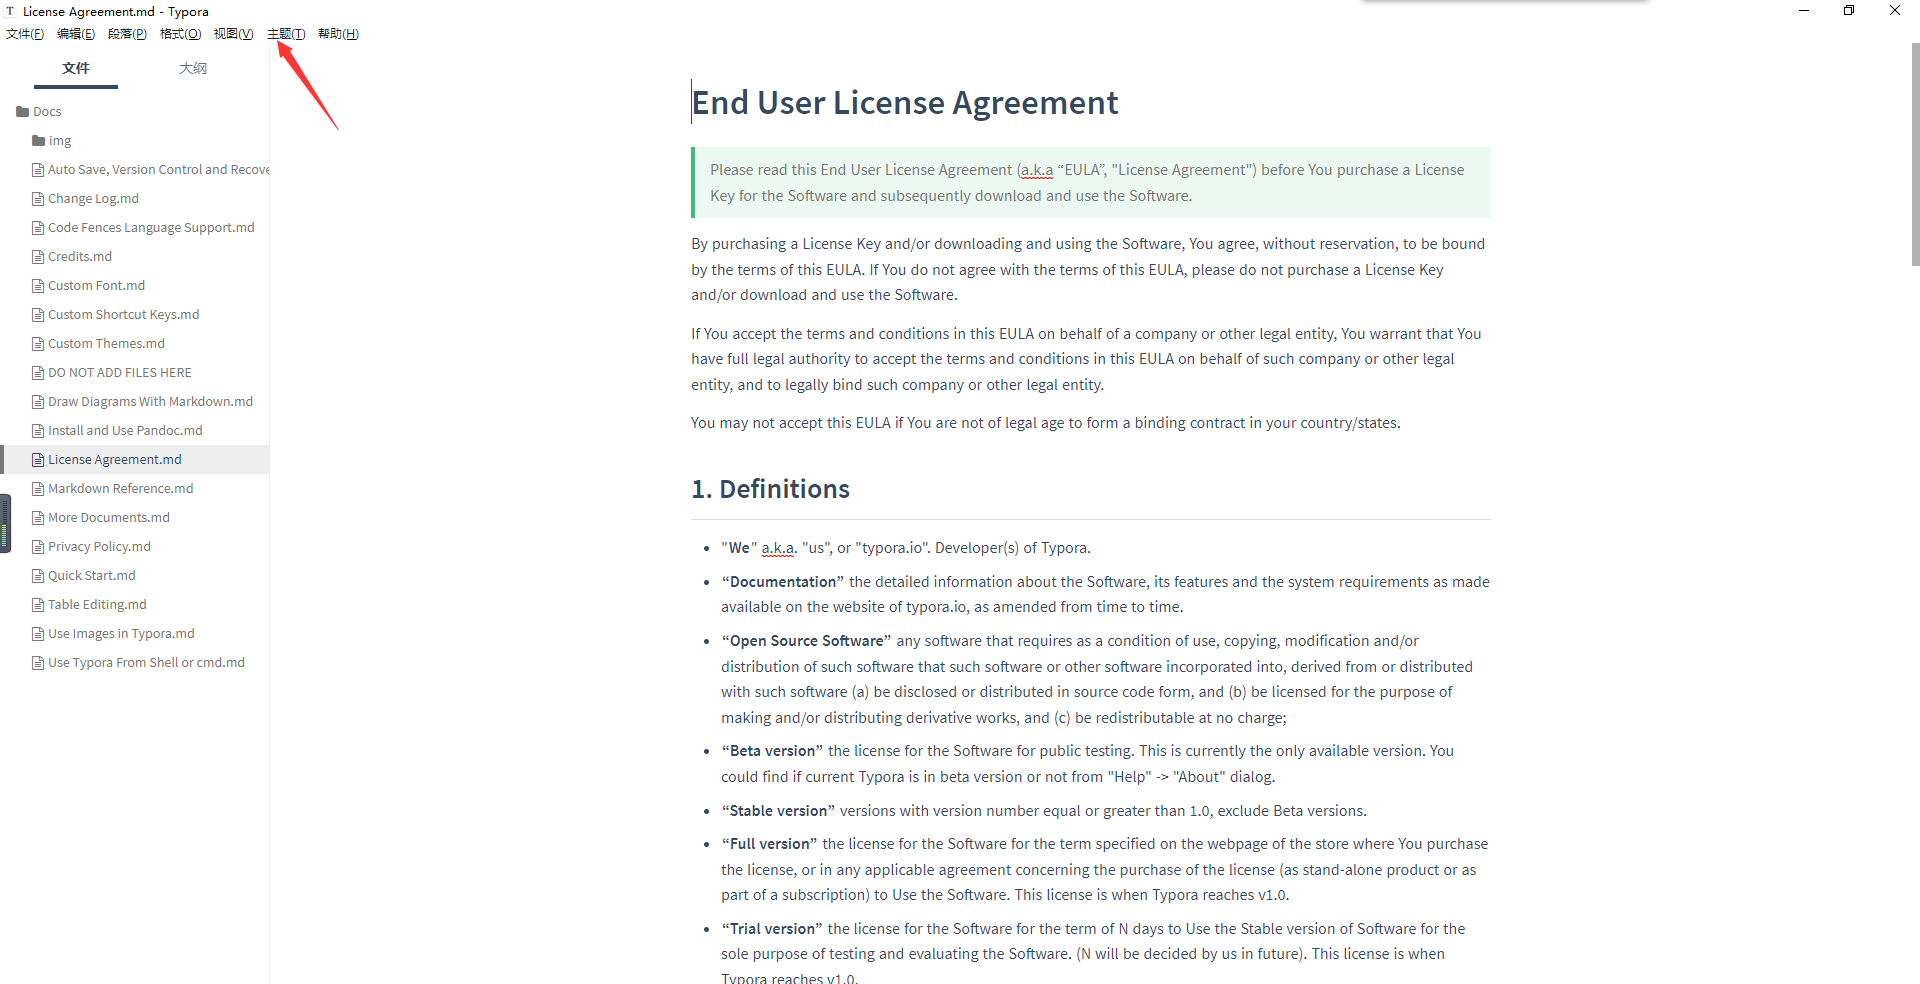 T License Agreement.md - Typora
文件(F) 编辑(E) 段落(P) 格式(O) 视图(V) 主题(T) 帮助(H)
文件 大纲
Docs
img
Auto Save, Version Control and Recove
Change Log.md
Code Fences Language Support.md
Credits.md
Custom Font.md
Custom Shortcut Keys.md
Custom Themes.md
DO NOT ADD FILES HERE
Draw Diagrams With Markdown.md
Install and Use Pandoc.md
License Agreement.md
Markdown Reference.md
More Documents.md
Privacy Policy.md
Quick Start.md
Table Editing.md
Use Images in Typora.md
Use Typora From Shell or cmd.md
End User License Agreement
Please read this End User License Agreement (a.k.a “EULA”, "License Agreement") before You purchase a License
Key for the Software and subsequently download and use the Software.
By purchasing a License Key and/or downloading and using the Software, You agree, without reservation, to be bound
by the terms of this EULA. If You do not agree with the terms of this EULA, please do not purchase a License Key
and/or download and use the Software.
If You accept the terms and conditions in this EULA on behalf of a company or other legal entity, You warrant that You
have full legal authority to accept the terms and conditions in this EULA on behalf of such company or other legal
entity, and to legally bind such company or other legal entity.
You may not accept this EULA if You are not of legal age to form a binding contract in your country/states.
1. Definitions
• "We" a.k.a. "us", or "typora.io". Developer(s) of Typora.
• “Documentation” the detailed information about the Software, its features and the system requirements as made
available on the website of typora.io, as amended from time to time.
• “Open Source Software” any software that requires as a condition of use, copying, modification and/or
distribution of such software that such software or other software incorporated into, derived from or distributed
with such software (a) be disclosed or distributed in source code form, and (b) be licensed for the purpose of
making and/or distributing derivative works, and (c) be redistributable at no charge;
• “Beta version” the license for the Software for public testing. This is currently the only available version. You
could find if current Typora is in beta version or not from "Help" -> "About" dialog.
• “Stable version” versions with version number equal or greater than 1.0, exclude Beta versions.
• “Full version” the license for the Software for the term specified on the webpage of the store where You purchase
the license, or in any applicable agreement concerning the purchase of the license (as stand-alone product or as
part of a subscription) to Use the Software. This license is when Typora reaches v1.0.
• “Trial version” the license for the Software for the term of N days to Use the Stable version of Software for the
sole purpose of testing and evaluating the Software. (N will be decided by us in future). This license is when
Typora reaches v1.0.